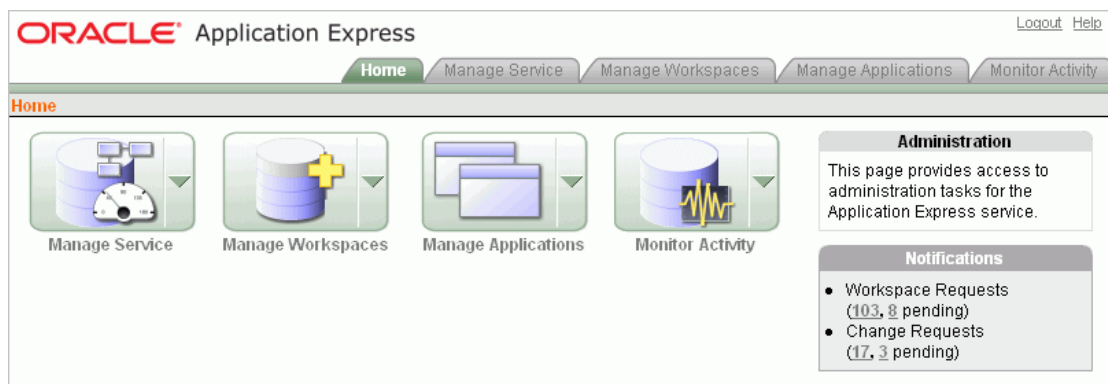 ORACLE® Application Express
Logout Help
Home Manage Service Manage Workspaces Manage Applications Monitor Activity
Home
Manage Service
Manage Workspaces
Manage Applications
Monitor Activity
Administration
This page provides access to
administration tasks for the
Application Express service.
Notifications
• Workspace Requests
(103, 8 pending)
• Change Requests
(17, 3 pending)